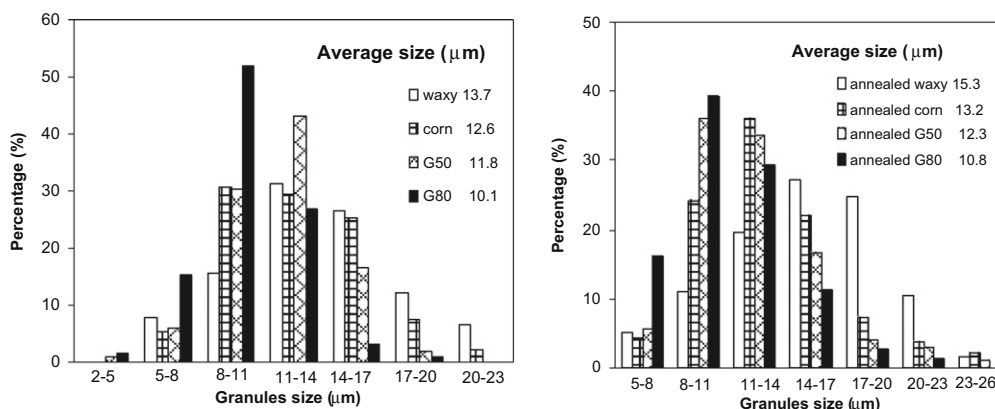 60
50
40
30
20
10
0
Percentage (%)
Average size (μm)
waxy 13.7
corn 12.6
G50 11.8
G80 10.1
2-5 5-8 8-11 11-14 14-17 17-20 20-23
Granules size (μm)
50
40
30
20
10
0
Percentage (%)
Average size (μm)
annealed waxy 15.3
annealed corn 13.2
annealed G50 12.3
annealed G80 10.8
5-8 8-11 11-14 14-17 17-20 20-23 23-26
Granules size (μm)